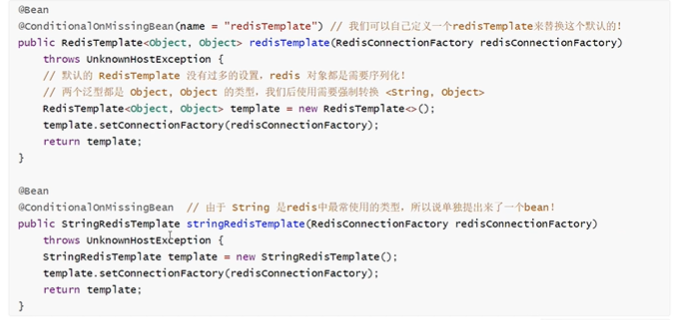 @Bean
@ConditionalOnMissingBean(name = "redisTemplate") // 我们可以自己定义一个redisTemplate来替换这个默认的！
public RedisTemplate<Object, Object> redisTemplate(RedisConnectionFactory redisConnectionFactory)
throws UnknownHostException {
// 默认的 RedisTemplate 没有过多的设置，redis 对象都是需要序列化！
// 两个泛型都是 Object, Object 的类型，我们后使用需要强制转换 <String, Object>
RedisTemplate<Object, Object> template = new RedisTemplate<>();
template.setConnectionFactory(redisConnectionFactory);
return template;
}
@Bean
@ConditionalOnMissingBean // 由于 String 是redis中最常使用的类型，所以说单独提出来了一个bean！
public StringRedisTemplate stringRedisTemplate(RedisConnectionFactory redisConnectionFactory)
throws UnknownHostException {
StringRedisTemplate template = new StringRedisTemplate();
template.setConnectionFactory(redisConnectionFactory);
return template;
}